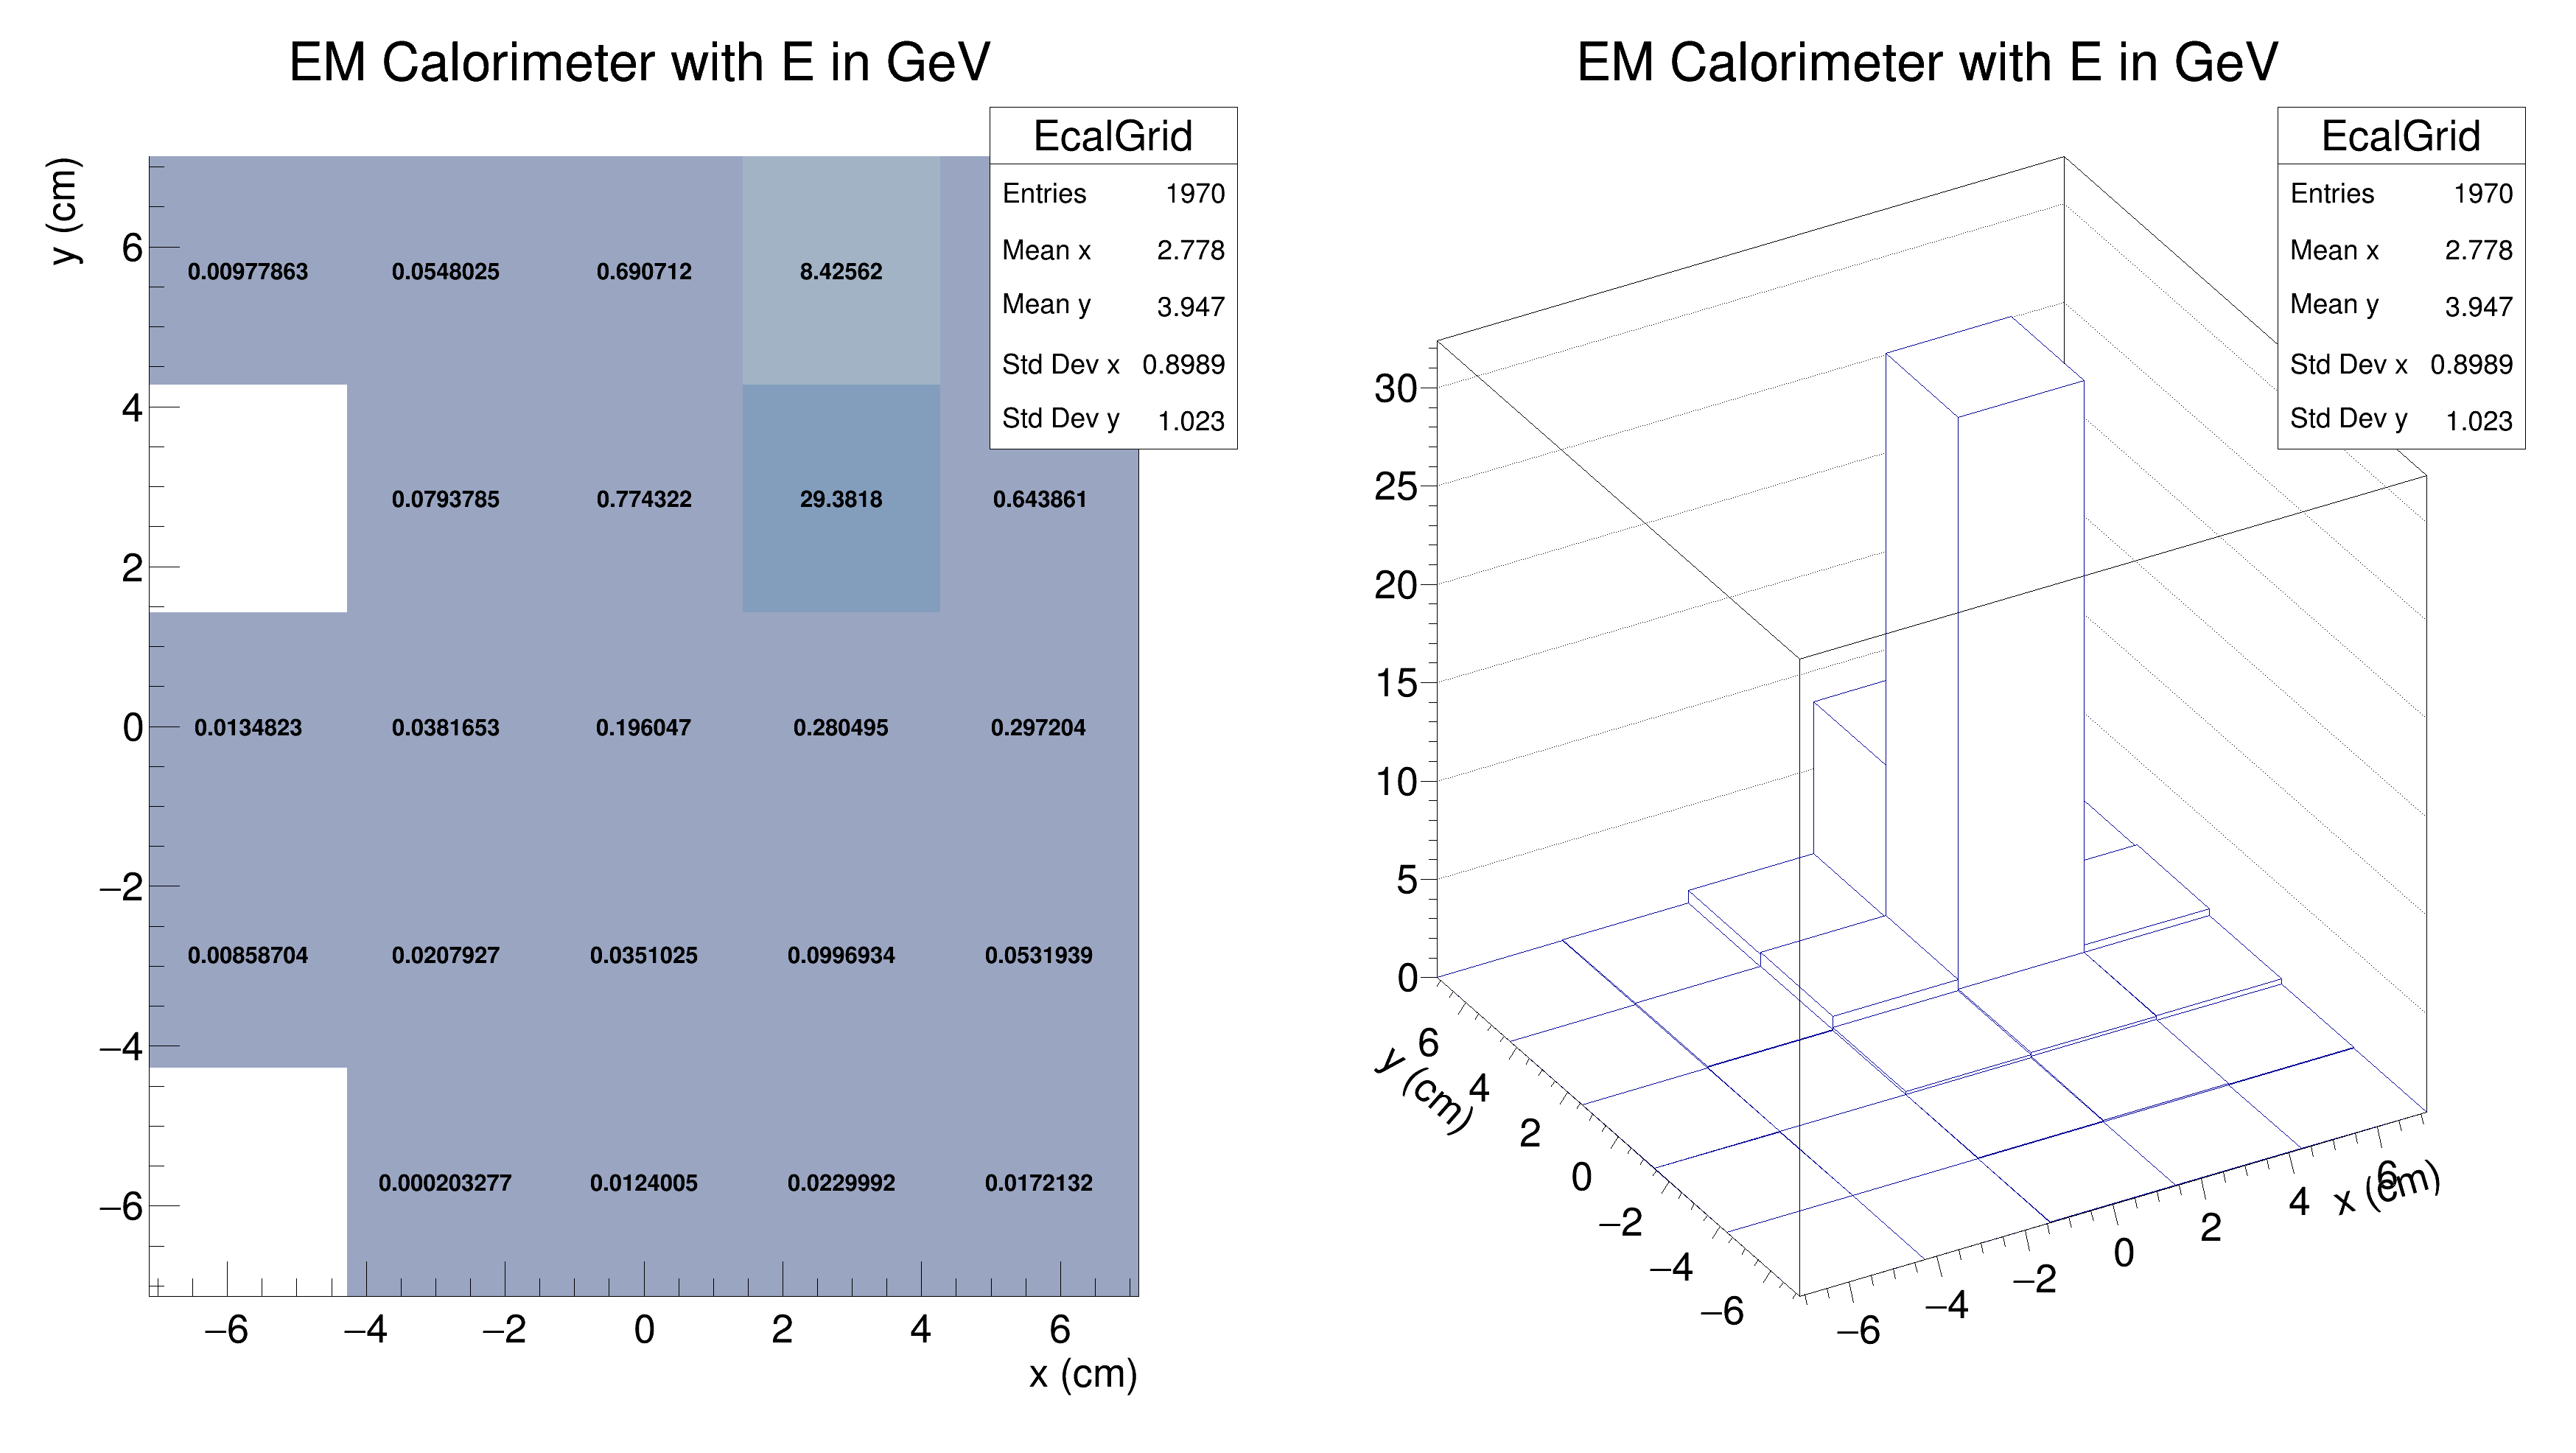 EM Calorimeter with E in GeV
EcalGrid
Entries 1970
Mean x 2.778
Mean y 3.947
Std Dev x 0.8989
Std Dev y 1.023
y (cm)
6
4
2
0
−2
−4
−6
0.00977863 0.0548025 0.690712 8.42562
0.0793785 0.774322 29.3818 0.643861
0.0134823 0.0381653 0.196047 0.280495 0.297204
0.00858704 0.0207927 0.0351025 0.0996934 0.0531939
0.000203277 0.0124005 0.0229992 0.0172132
−6 −4 −2 0 2 4 6
x (cm)
EM Calorimeter with E in GeV
EcalGrid
Entries 1970
Mean x 2.778
Mean y 3.947
Std Dev x 0.8989
Std Dev y 1.023
30
25
20
15
10
5
0
y (cm)
6
4
2
0
−2
−4
−6
−6 −4 −2 0 2 4 6
x (cm)